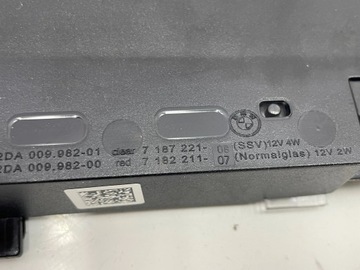 2DA 009.982-01 clear 7 187 221- 08 (SSV) 12V 4W
2DA 009.982-00 red 7 182 211- 07 (Normalglas) 12V 2W